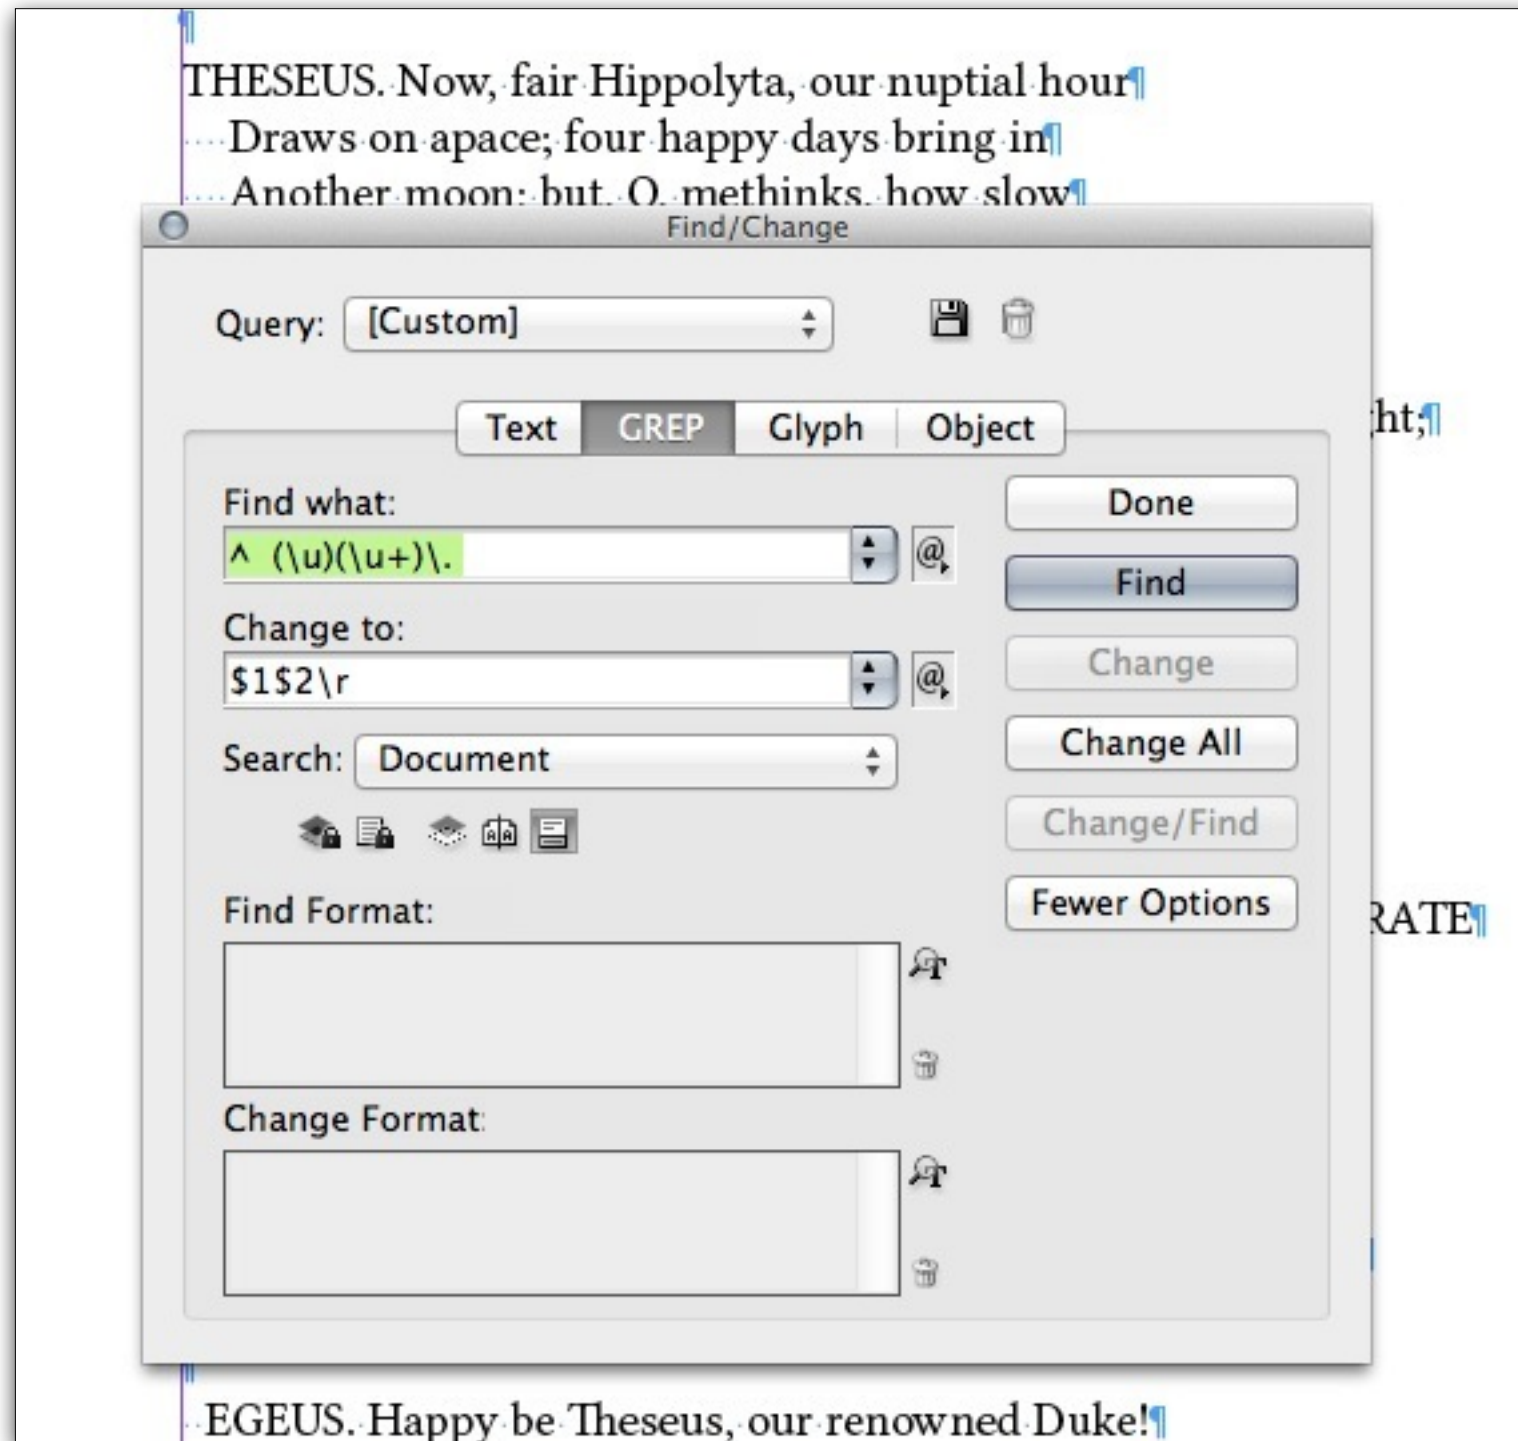 ¶
THESEUS. Now, fair Hippolyta, our nuptial hour¶
Draws on apace; four happy days bring in¶
Another moon; but, O, methinks, how slow¶
Find/Change
Query: [Custom]
Text GREP Glyph Object
ht;¶
Find what:
Done
^  (\u)(\u+)\.
Find
Change to:
$1$2\r
Change
Search: Document
Change All
Change/Find
Find Format:
Fewer Options
RATE¶
Change Format:
¶
EGEUS. Happy be Theseus, our renowned Duke!¶